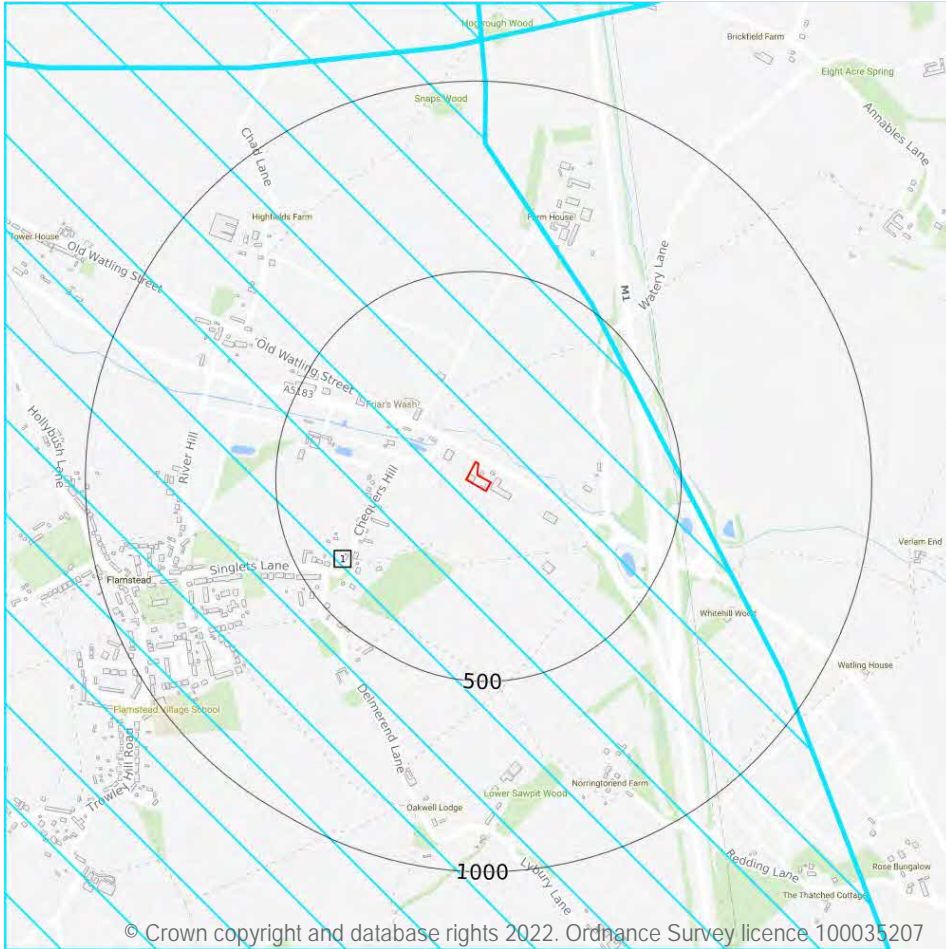 Horbrough Wood
Brickfield Farm
Eight Acre Spring
Snaps Wood
Annables Lane
Chad Lane
Highfields Farm
Farm House
Tower House
Old Watling Street
Watery Lane
M1
Old Watling Street
A5183
Friar's Wash
Hollybush Lane
River Hill
Chequers Hill
Verlam End
1
Singlets Lane
Flamstead
Whitehill Wood
Watling House
500
Flamstead Village School
Delmerend Lane
Trowley Hill Road
Norringtonend Farm
Lower Sawpit Wood
Oakwell Lodge
1000
Lybury Lane
Redding Lane
Rose Bungalow
The Thatched Cottage
© Crown copyright and database rights 2022. Ordnance Survey licence 100035207